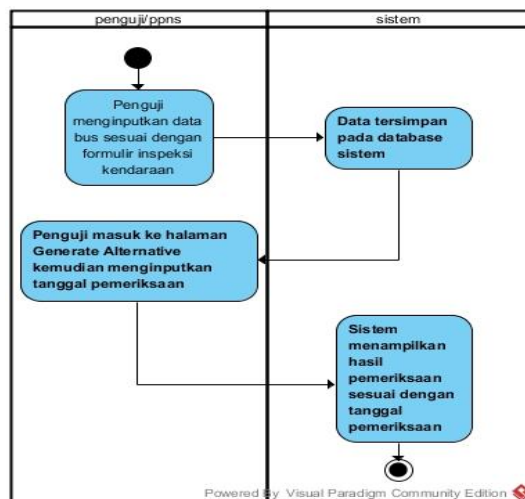 penguji/ppns
sistem
Penguji
menginputkan data
bus sesuai dengan
formulir inspeksi
kendaraan
Data tersimpan
pada database
sistem
Penguji masuk ke halaman
Generate Alternative
kemudian menginputkan
tanggal pemeriksaan
Sistem
menampilkan
hasil
pemeriksaan
sesuai dengan
tanggal
pemeriksaan
Powered By Visual Paradigm Community Edition